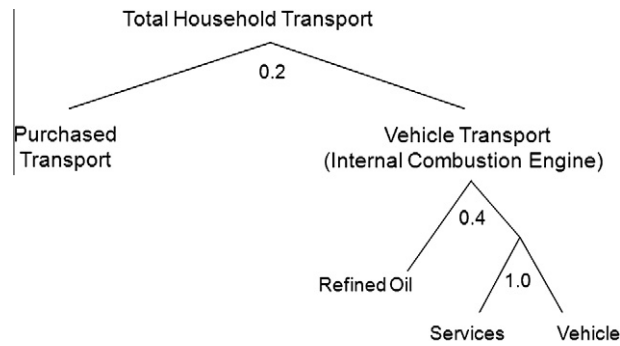 Total Household Transport
0.2
Purchased
Transport
Vehicle Transport
(Internal Combustion Engine)
0.4
Refined Oil
1.0
Services
Vehicle